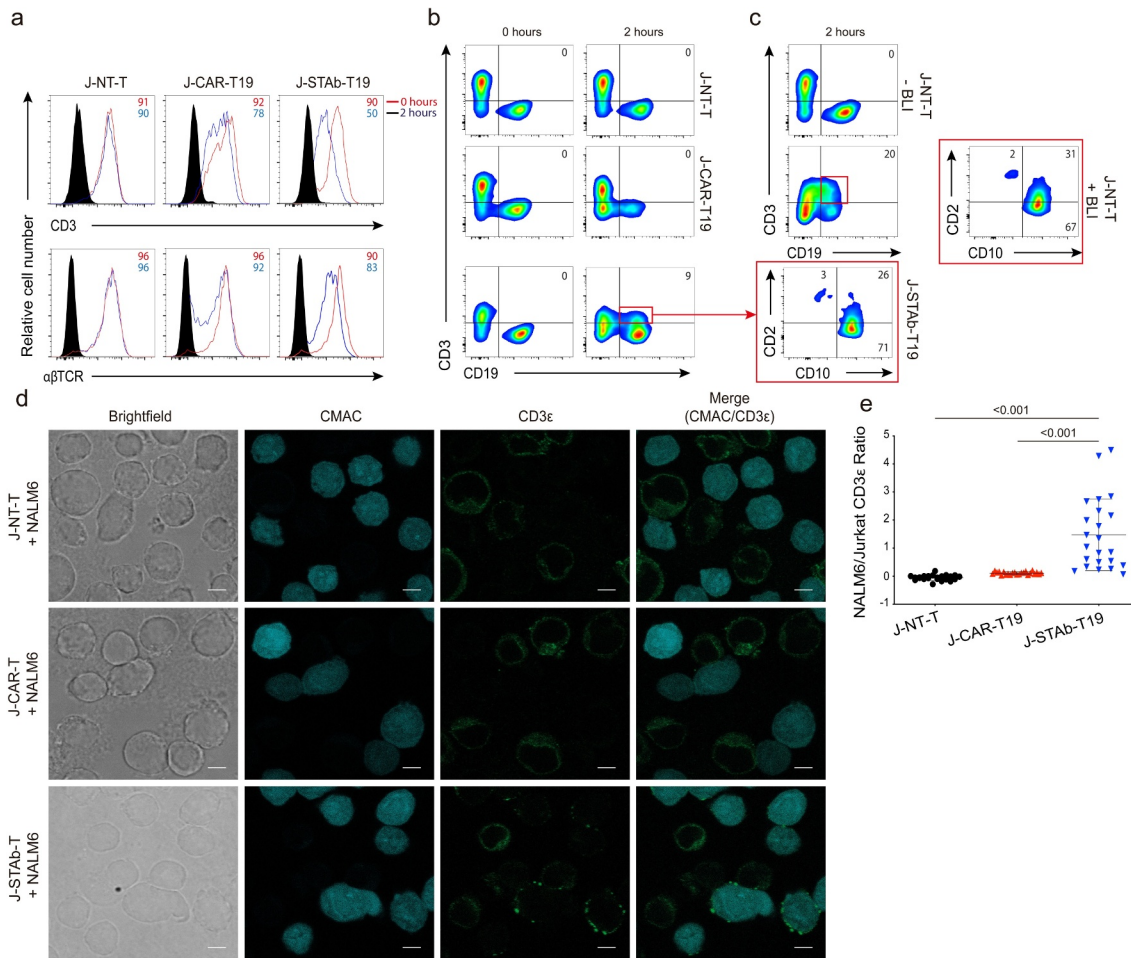 a
J-NT-T
J-CAR-T19
J-STAb-T19
0 hours
2 hours
91
90
92
78
90
50
CD3
96
96
96
92
90
83
αβTCR
Relative cell number
b
0 hours
2 hours
0
0
J-NT-T
0
0
J-CAR-T19
0
9
CD3
CD19
c
2 hours
0
J-NT-T
- BLI
20
CD3
CD19
2
31
67
CD2
CD10
J-NT-T
+ BLI
3
26
71
CD2
CD10
J-STAb-T19
d
Brightfield
CMAC
CD3ε
Merge
(CMAC/CD3ε)
J-NT-T
+ NALM6
J-CAR-T
+ NALM6
J-STAb-T
+ NALM6
e
<0.001
<0.001
NALM6/Jurkat CD3ε Ratio
5
4
3
2
1
0
-1
J-NT-T
J-CAR-T19
J-STAb-T19